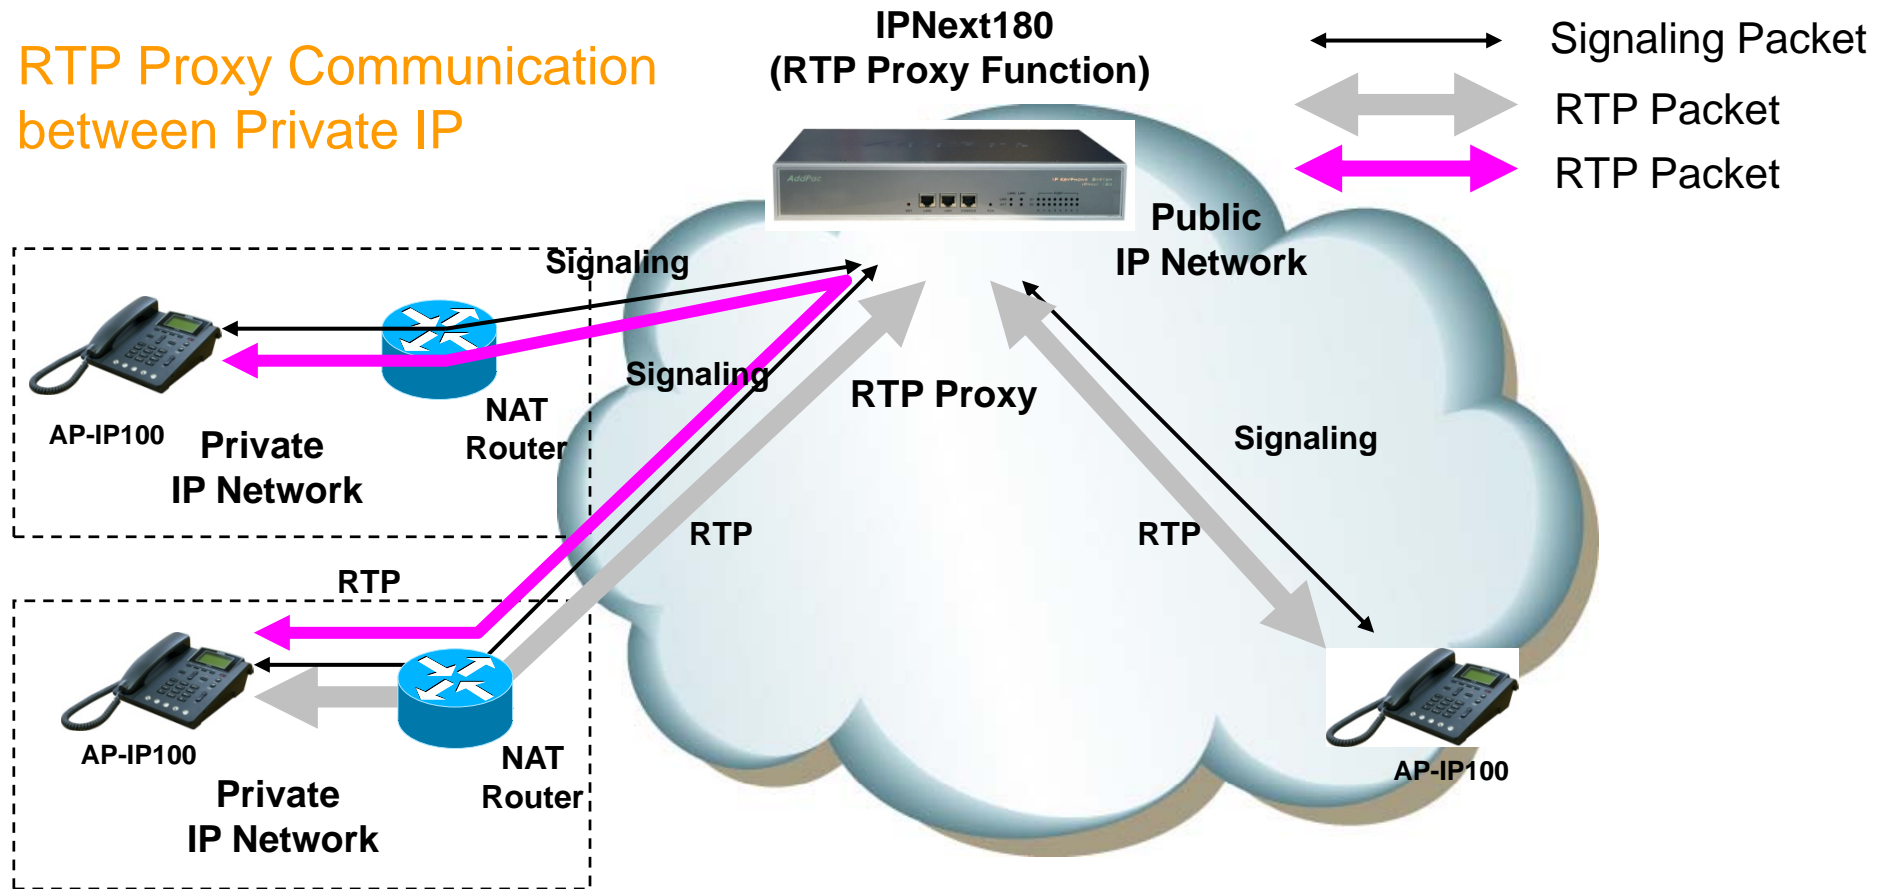 RTP Proxy Communication
between Private IP
IPNext180
(RTP Proxy Function)
Signaling Packet
RTP Packet
RTP Packet
AddPac
Public
IP Network
Signaling
Signaling
RTP Proxy
Signaling
NAT
Router
AP-IP100
Private
IP Network
RTP
RTP
RTP
AP-IP100
NAT
Router
Private
IP Network
AP-IP100